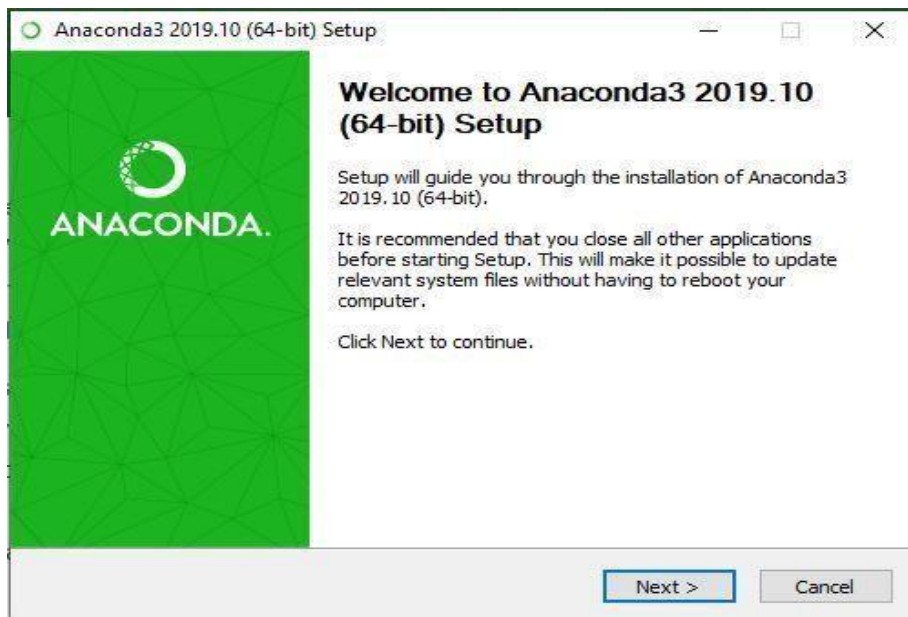 Anaconda3 2019.10 (64-bit) Setup
Welcome to Anaconda3 2019.10
(64-bit) Setup
ANACONDA.
Setup will guide you through the installation of Anaconda3
2019.10 (64-bit).
It is recommended that you close all other applications
before starting Setup. This will make it possible to update
relevant system files without having to reboot your
computer.
Click Next to continue.
Next >
Cancel